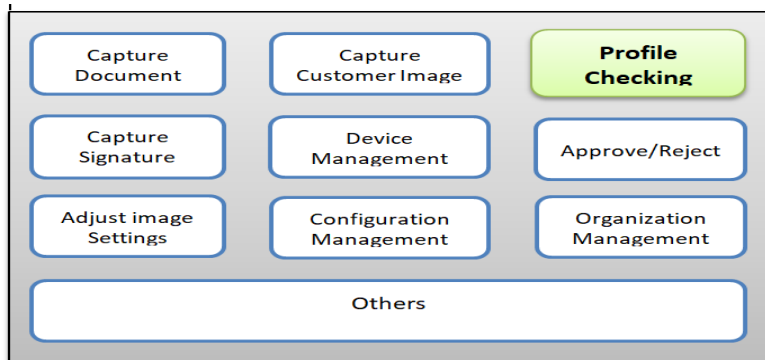 Capture
Document
Capture
Customer Image
Profile
Checking
Capture
Signature
Device
Management
Approve/Reject
Adjust image
Settings
Configuration
Management
Organization
Management
Others